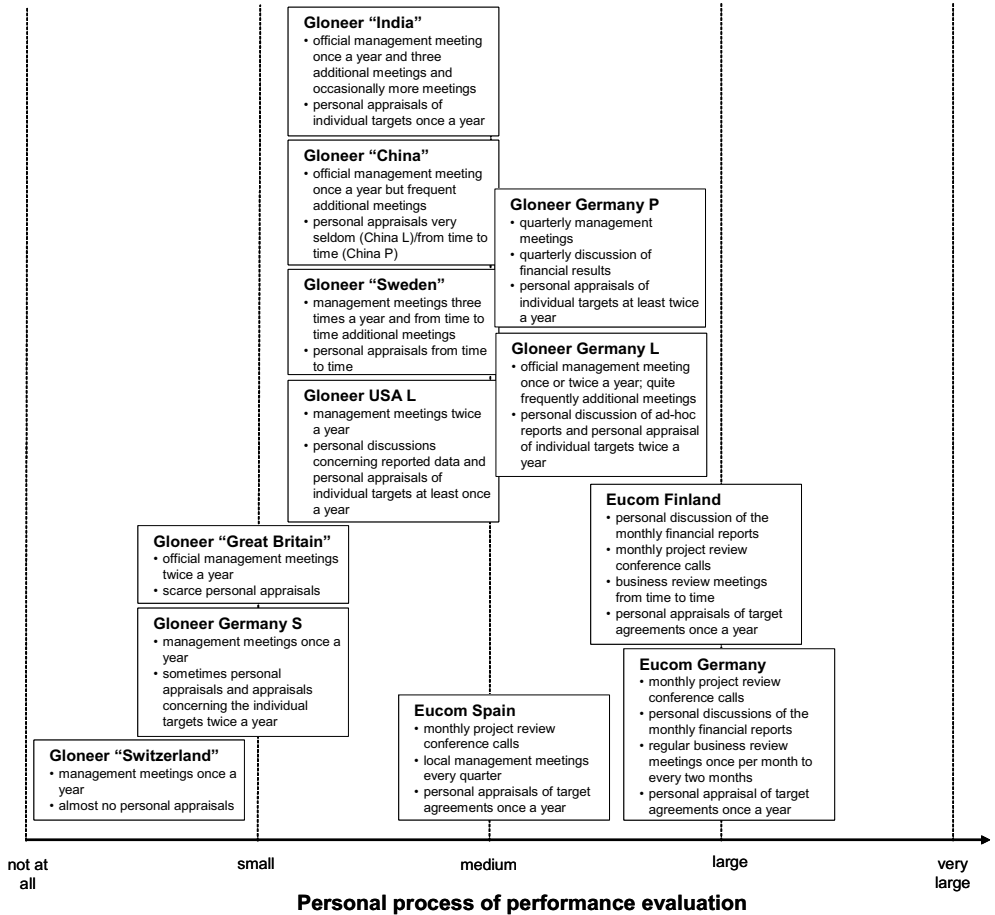 Gloneer “India”
• official management meeting
once a year and three
additional meetings and
occasionally more meetings
• personal appraisals of
individual targets once a year
Gloneer “China”
• official management meeting
once a year but frequent
additional meetings
• personal appraisals very
seldom (China L)/from time to
time (China P)
Gloneer Germany P
• quarterly management
meetings
• quarterly discussion of
financial results
• personal appraisals of
individual targets at least twice
a year
Gloneer “Sweden”
• management meetings three
times a year and from time to
time additional meetings
• personal appraisals from time
to time
Gloneer Germany L
• official management meeting
once or twice a year; quite
frequently additional meetings
• personal discussion of ad-hoc
reports and personal appraisal
of individual targets twice a
year
Gloneer USA L
• management meetings twice
a year
• personal discussions
concerning reported data and
personal appraisals of
individual targets at least once
a year
Eucom Finland
• personal discussion of the
monthly financial reports
• monthly project review
conference calls
• business review meetings
from time to time
• personal appraisals of target
agreements once a year
Gloneer “Great Britain”
• official management meetings
twice a year
• scarce personal appraisals
Gloneer Germany S
• management meetings once a
year
• sometimes personal
appraisals and appraisals
concerning the individual
targets twice a year
Eucom Germany
• monthly project review
conference calls
• personal discussions of the
monthly financial reports
• regular business review
meetings once per month to
every two months
• personal appraisal of target
agreements once a year
Eucom Spain
• monthly project review
conference calls
• local management meetings
every quarter
• personal appraisals of target
agreements once a year
Gloneer “Switzerland”
• management meetings once a
year
• almost no personal appraisals
not at
all
small
medium
large
very
large
Personal process of performance evaluation